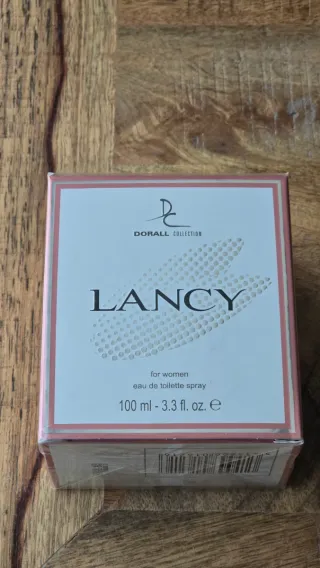 DC
DORALL COLLECTION
LANCY
for women
eau de toilette spray
100 ml - 3.3 fl. oz. ℮